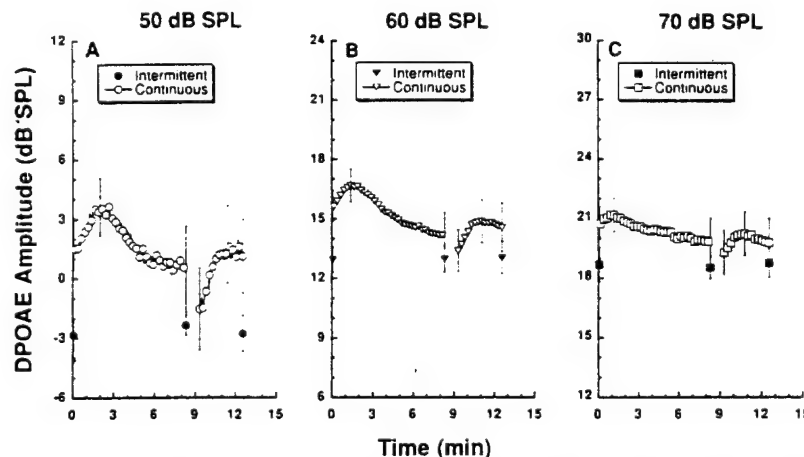 50 dB SPL
60 dB SPL
70 dB SPL
A
Intermittent
Continuous
B
Intermittent
Continuous
C
Intermittent
Continuous
DPOAE Amplitude (dB SPL)
12
9
6
3
0
-3
-6
24
21
18
15
12
9
6
30
27
24
21
18
15
12
0 3 6 9 12 15
0 3 6 9 12 15
0 3 6 9 12 15
Time (min)